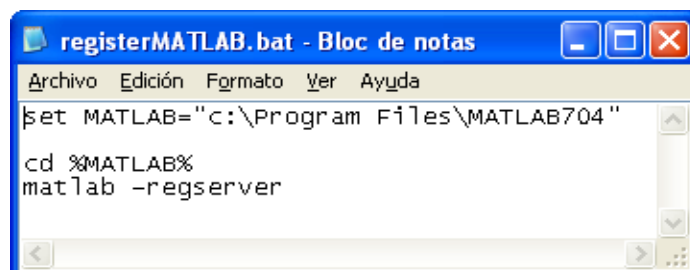 registerMATLAB.bat - Bloc de notas
Archivo Edición Formato Ver Ayuda
set MATLAB="c:\Program Files\MATLAB704"
cd %MATLAB%
matlab -regserver